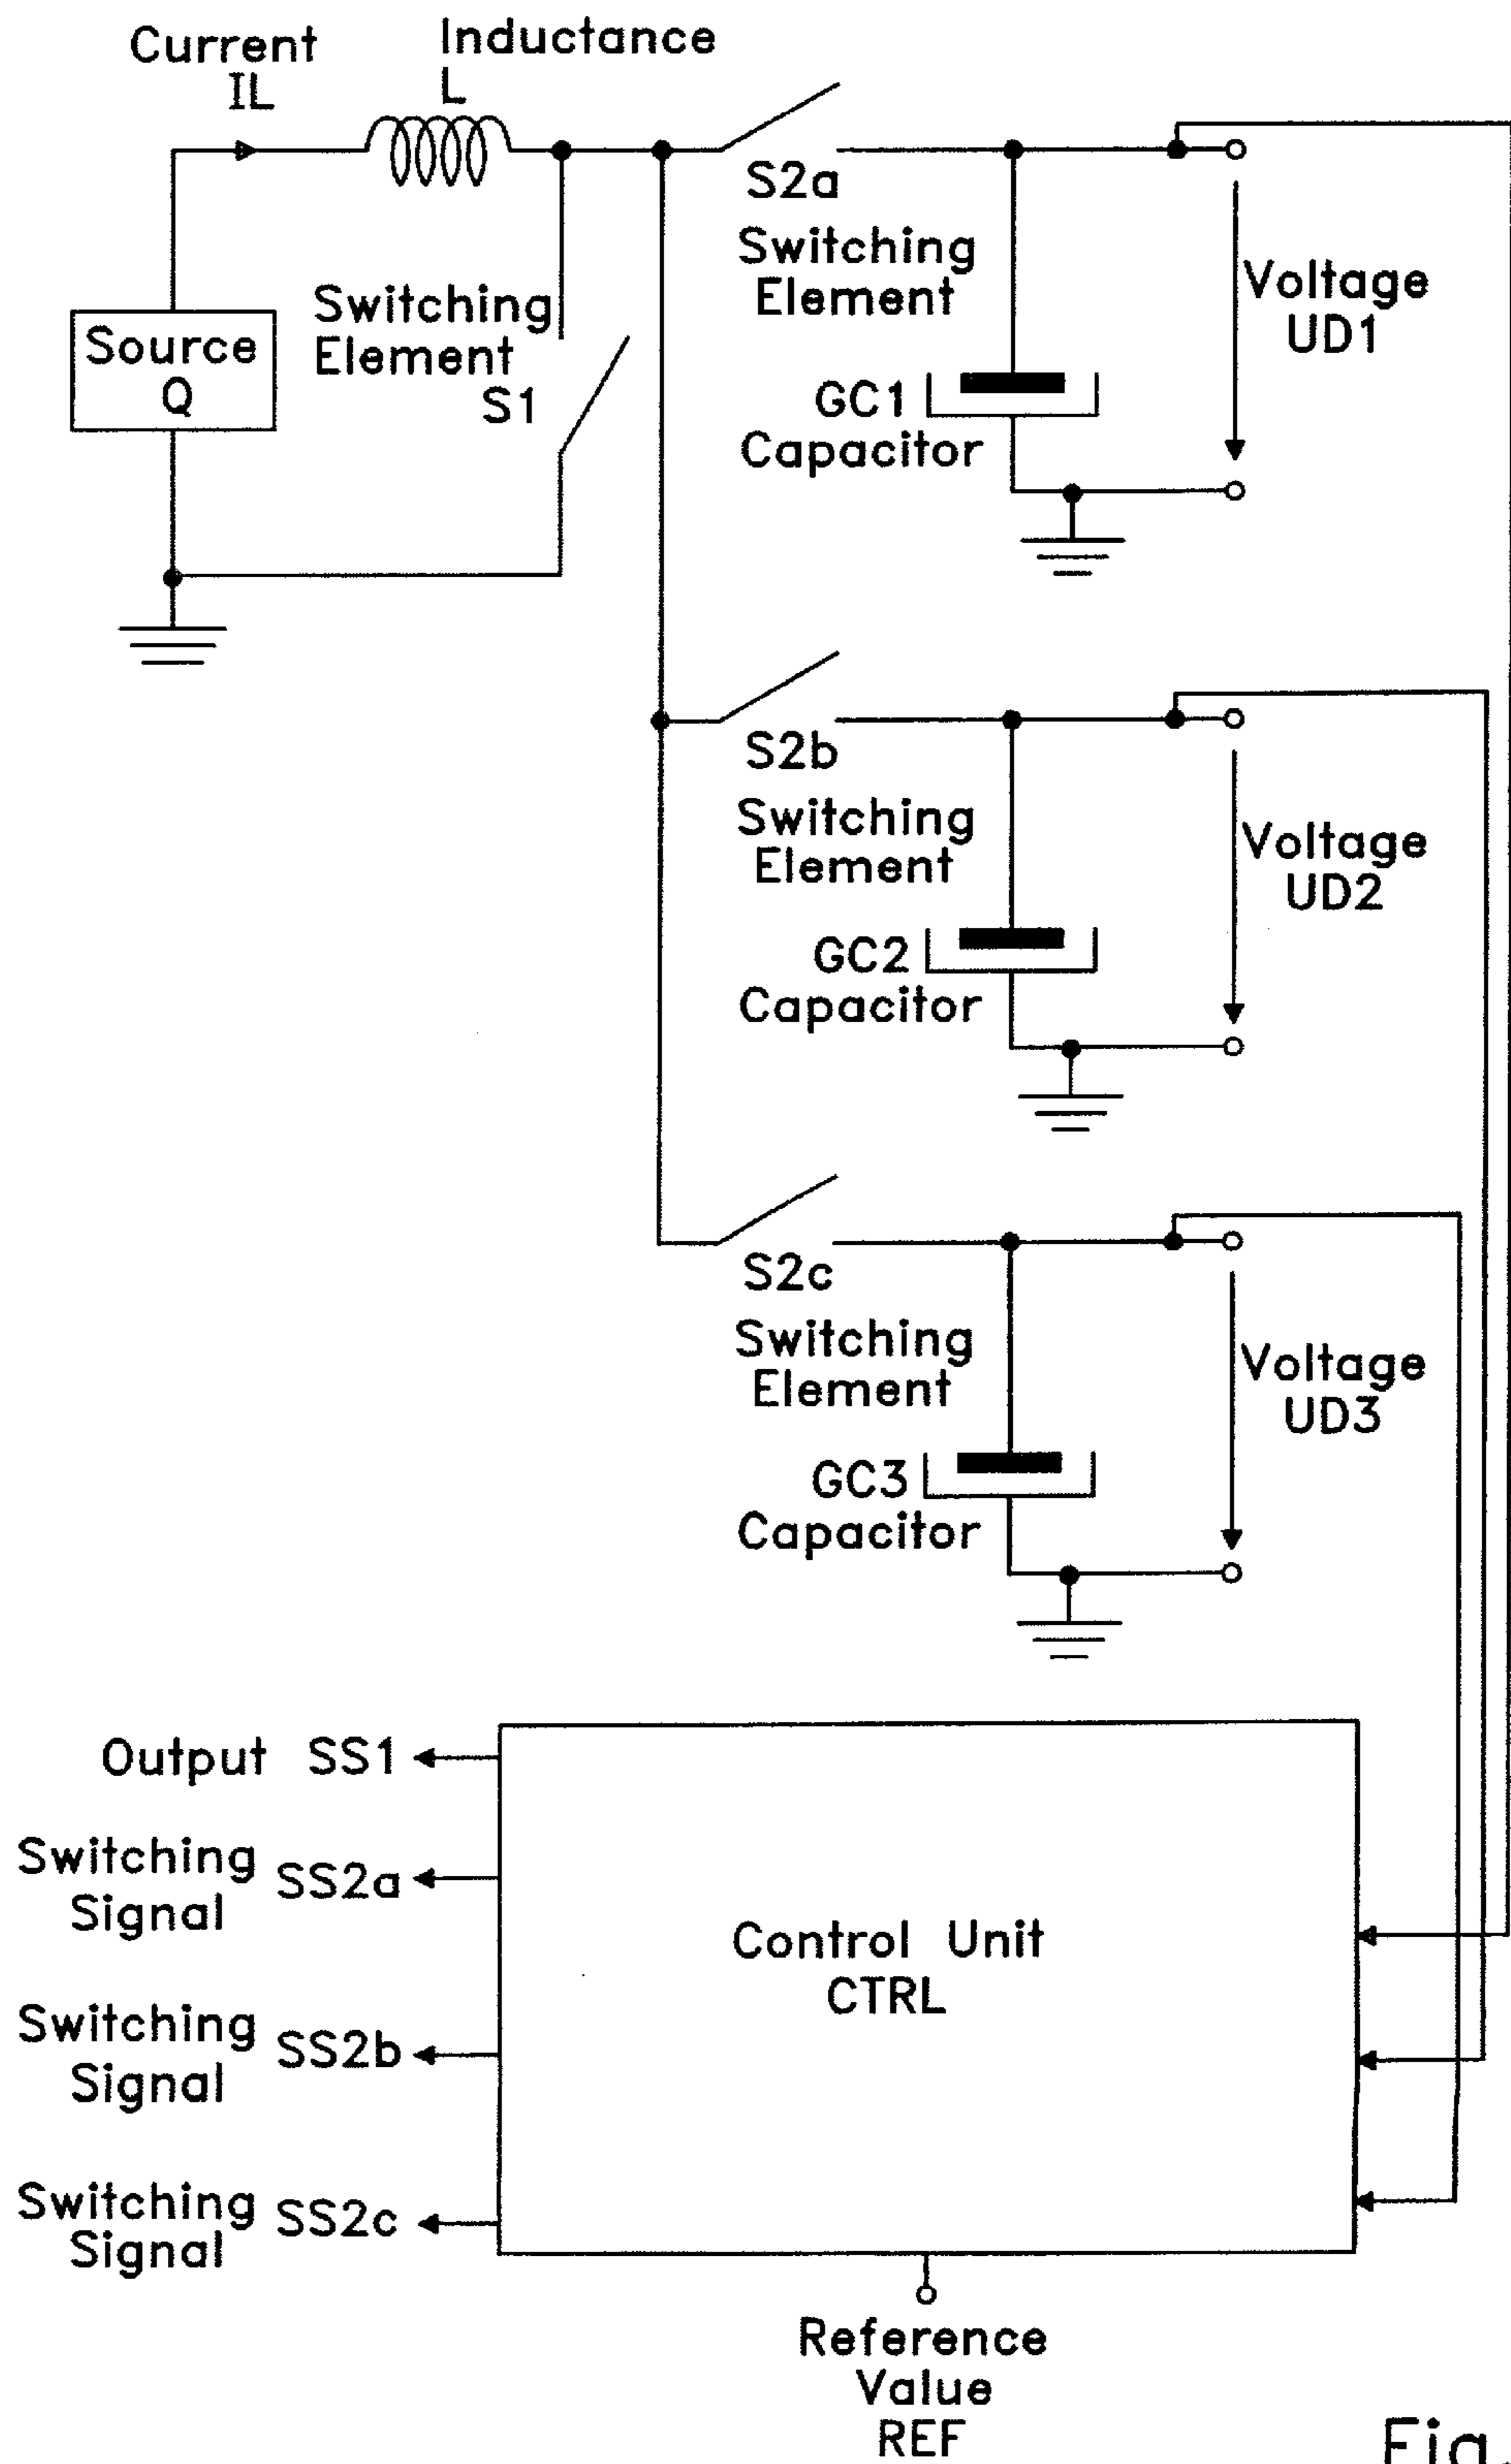 Current
IL
Inductance
L
S2a
Switching
Element
Switching
Element
S1
Source
Q
Voltage
UD1
GC1
Capacitor
S2b
Switching
Element
Voltage
UD2
GC2
Capacitor
S2c
Switching
Element
Voltage
UD3
GC3
Capacitor
Output SS1
Switching
Signal
SS2a
Control Unit
CTRL
Switching
Signal
SS2b
Switching
Signal
SS2c
Reference
Value
REF
Fig.